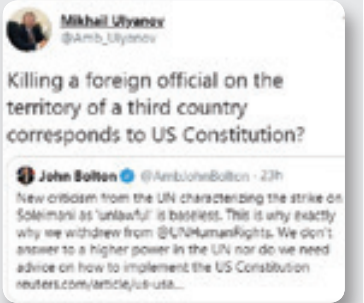 Mikhail Ulyanov
@Amb_Ulyanov
Killing a foreign official on the
territory of a third country
corresponds to US Constitution?
John Bolton @AmbJohnBolton · 23h
New criticism from the UN characterizing the strike on
Soleimani as 'unlawful' is baseless. This is why exactly
why we withdrew from @UNHumanRights. We don't
answer to a higher power in the UN nor do we need
advice on how to implement the US Constitution
reuters.com/article/us-usa...